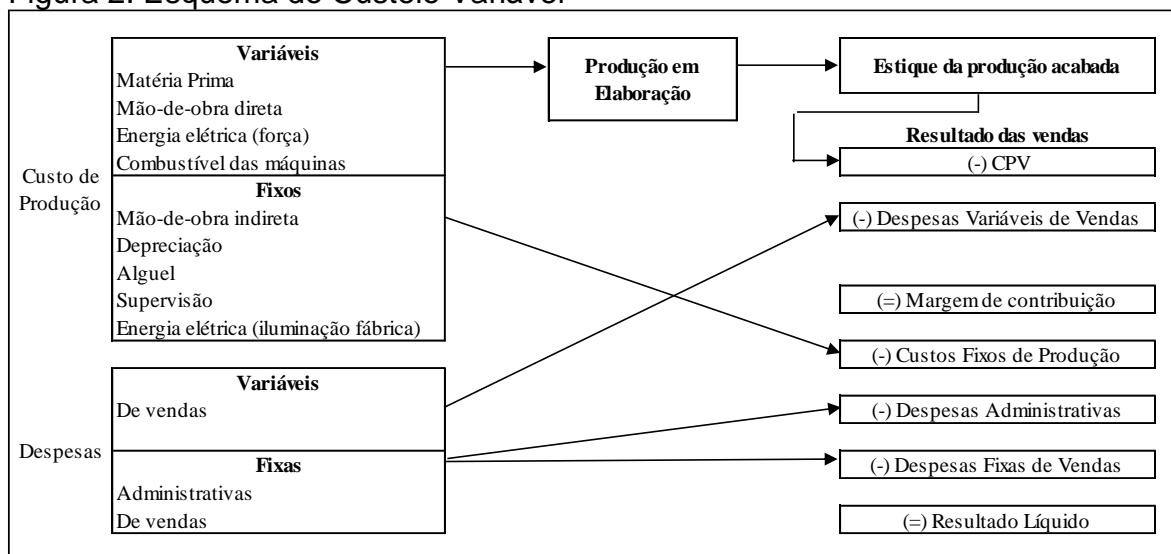 Figura 2: Esquema do Custeio Variável
Variáveis
Matéria Prima
Mão-de-obra direta
Energia elétrica (força)
Combustível das máquinas
Custo de
Produção
Fixos
Mão-de-obra indireta
Depreciação
Alguel
Supervisão
Energia elétrica (iluminação fábrica)
Despesas
Variáveis
De vendas
Fixas
Administrativas
De vendas
Produção em
Elaboração
Estique da produção acabada
Resultado das vendas
(-) CPV
(-) Despesas Variáveis de Vendas
(=) Margem de contribuição
(-) Custos Fixos de Produção
(-) Despesas Administrativas
(-) Despesas Fixas de Vendas
(=) Resultado Líquido